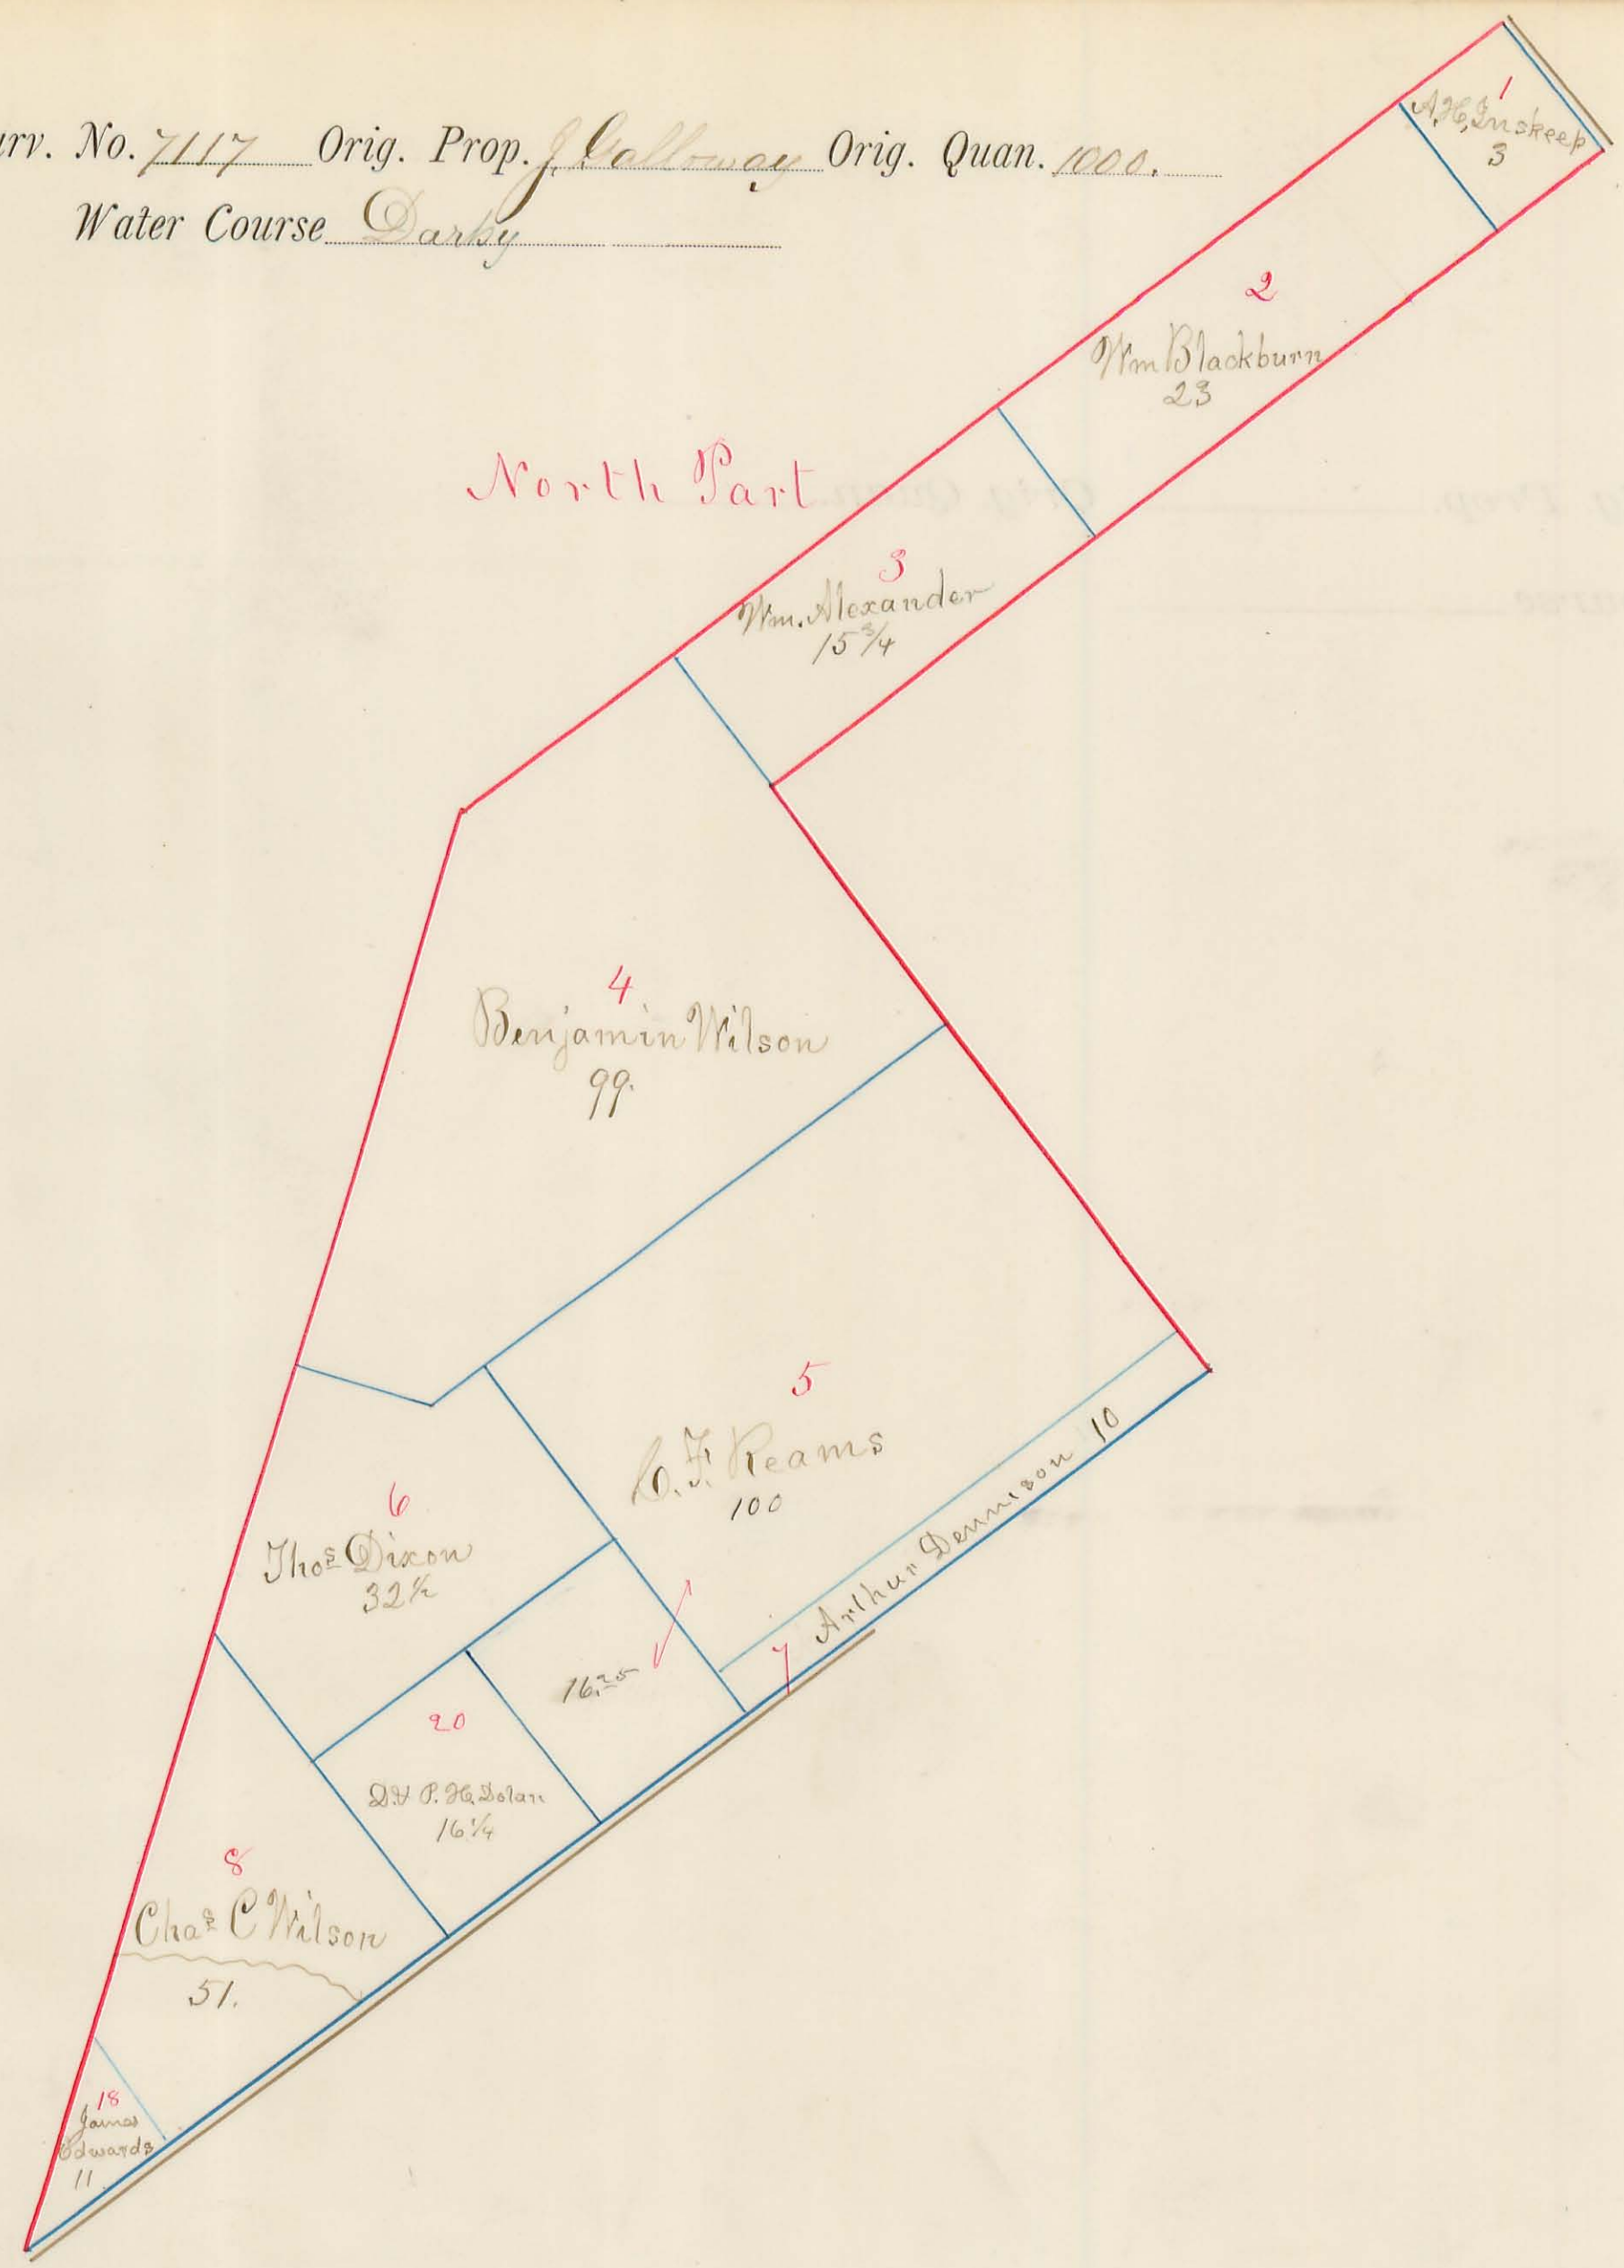 urv. No. 7117 Orig. Prop. J. Galloway Orig. Quan. 1000.
Water Course Darby
1
A. H. Inskeep
3
2
Wm Blackburn
23
North Part
3
Wm. Alexander
15 3/4
4
Benjamin Wilson
99.
5
C. F. Reams
100
7 Arthur Dennison 10
6
Thos Dixon
32 1/2
16.25
20
D. & P. H. Dolan
16 1/4
8
Chas C Wilson
51.
18
James
Edwards
11